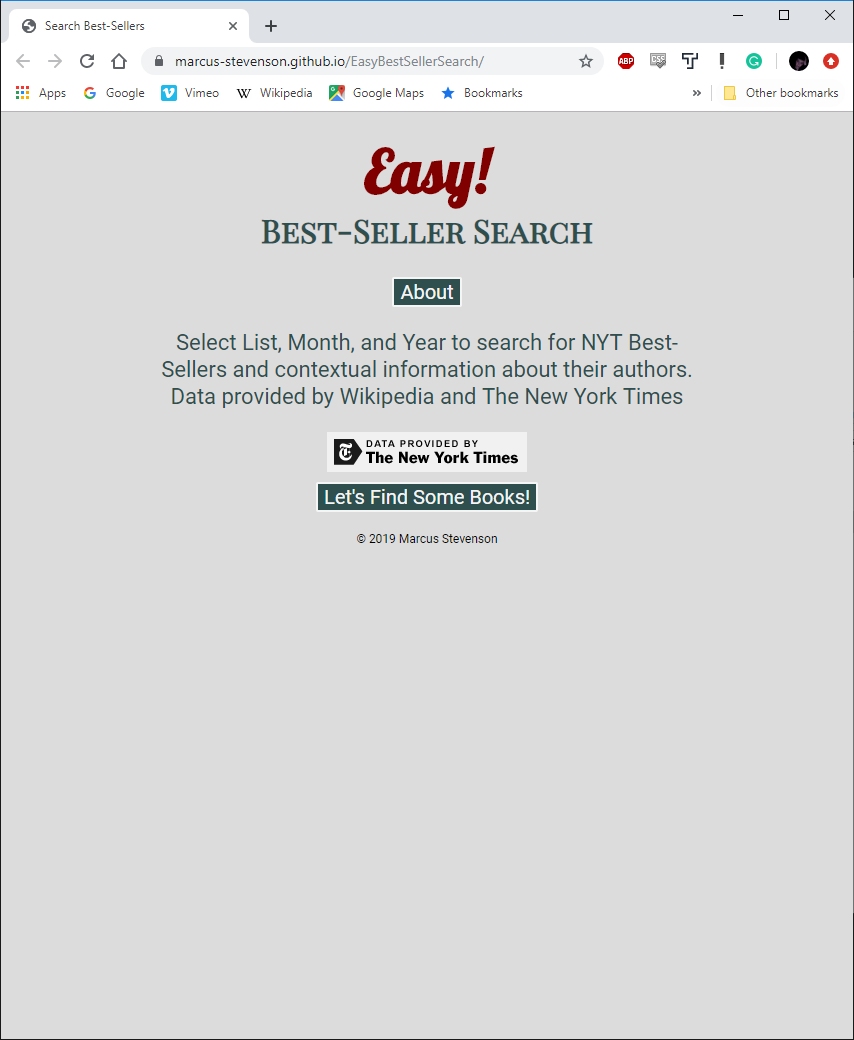 Search Best-Sellers
marcus-stevenson.github.io/EasyBestSellerSearch/
ABP
Apps Google Vimeo Wikipedia Google Maps Bookmarks » Other bookmarks
Easy!
Best-Seller Search
About
Select List, Month, and Year to search for NYT Best-
Sellers and contextual information about their authors.
Data provided by Wikipedia and The New York Times
DATA PROVIDED BY
The New York Times
Let's Find Some Books!
© 2019 Marcus Stevenson